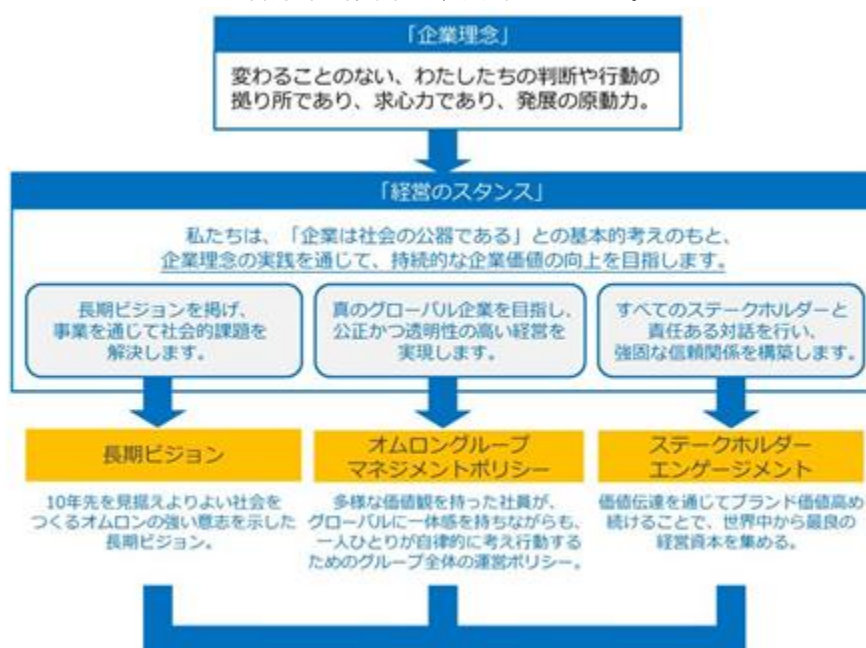 「企業理念」
変わることのない、わたしたちの判断や行動の
拠り所であり、求心力であり、発展の原動力。
「経営のスタンス」
私たちは、「企業は社会の公器である」との基本的考えのもと、
企業理念の実践を通じて、持続的な企業価値の向上を目指します。
長期ビジョンを掲げ、
事業を通じて社会的課題を
解決します。
真のグローバル企業を目指し、
公正かつ透明性の高い経営を
実現します。
すべてのステークホルダーと
責任ある対話を行い、
強固な信頼関係を構築します。
長期ビジョン
オムロングループ
マネジメントポリシー
ステークホルダー
エンゲージメント
10年先を見据えよりよい社会を
つくるオムロンの強い意志を示した
長期ビジョン。
多様な価値観を持った社員が、
グローバルに一体感を持ちながらも、
一人ひとりが自律的に考え行動する
ためのグループ全体の運営ポリシー。
価値伝達を通じてブランド価値高め
続けることで、世界中から最良の
経営資本を集める。